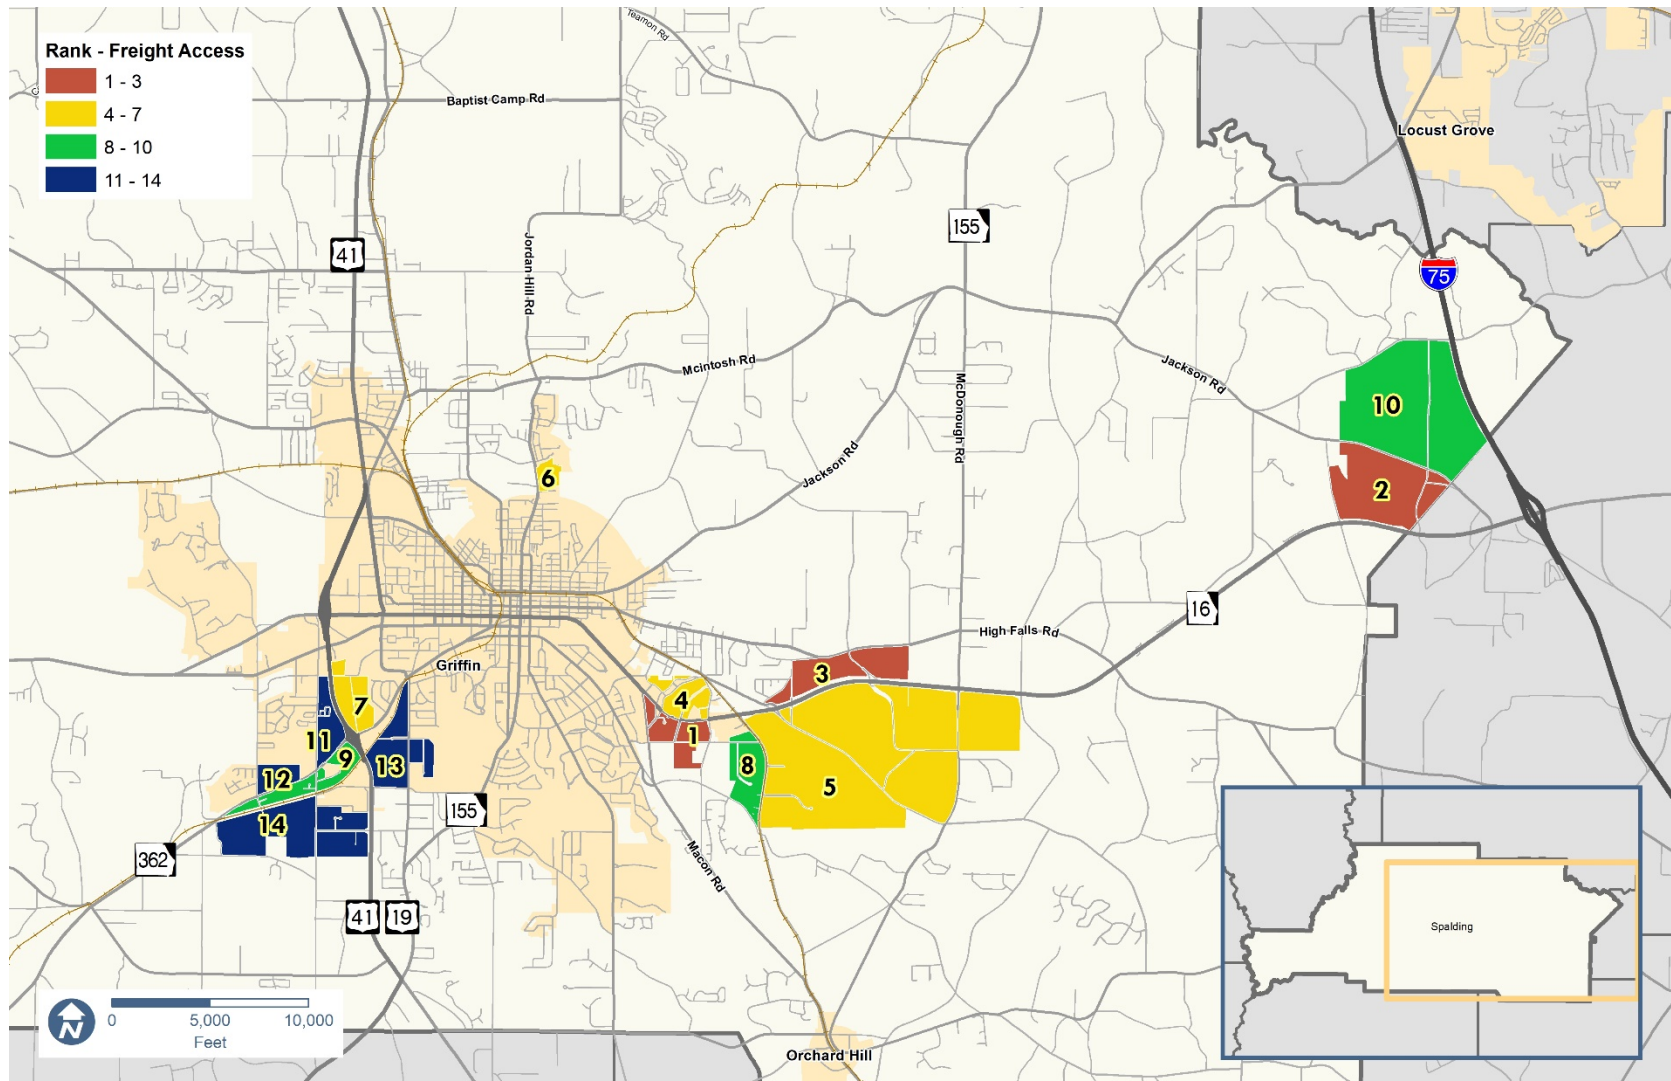 Teamon Rd
Rank - Freight Access
1 - 3
4 - 7
8 - 10
11 - 14
Baptist Camp Rd
Locust Grove
155
41
Jordan Hill Rd
75
Mcintosh Rd
Jackson Rd
McDonough Rd
10
Jackson Rd
6
2
16
High Falls Rd
Griffin
3
4
7
1
11
9
8
13
12
5
155
14
362
Macon Rd
41
19
Spalding
N
0
5,000
10,000
Feet
Orchard Hill